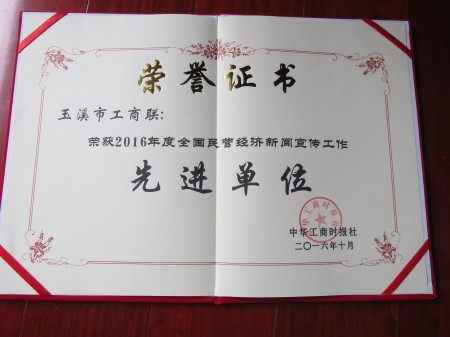 荣誉证书
玉溪市工商联:
荣获2016年度全国民营经济新闻宣传工作
先进单位
中华工商时报社
二〇一六年十月